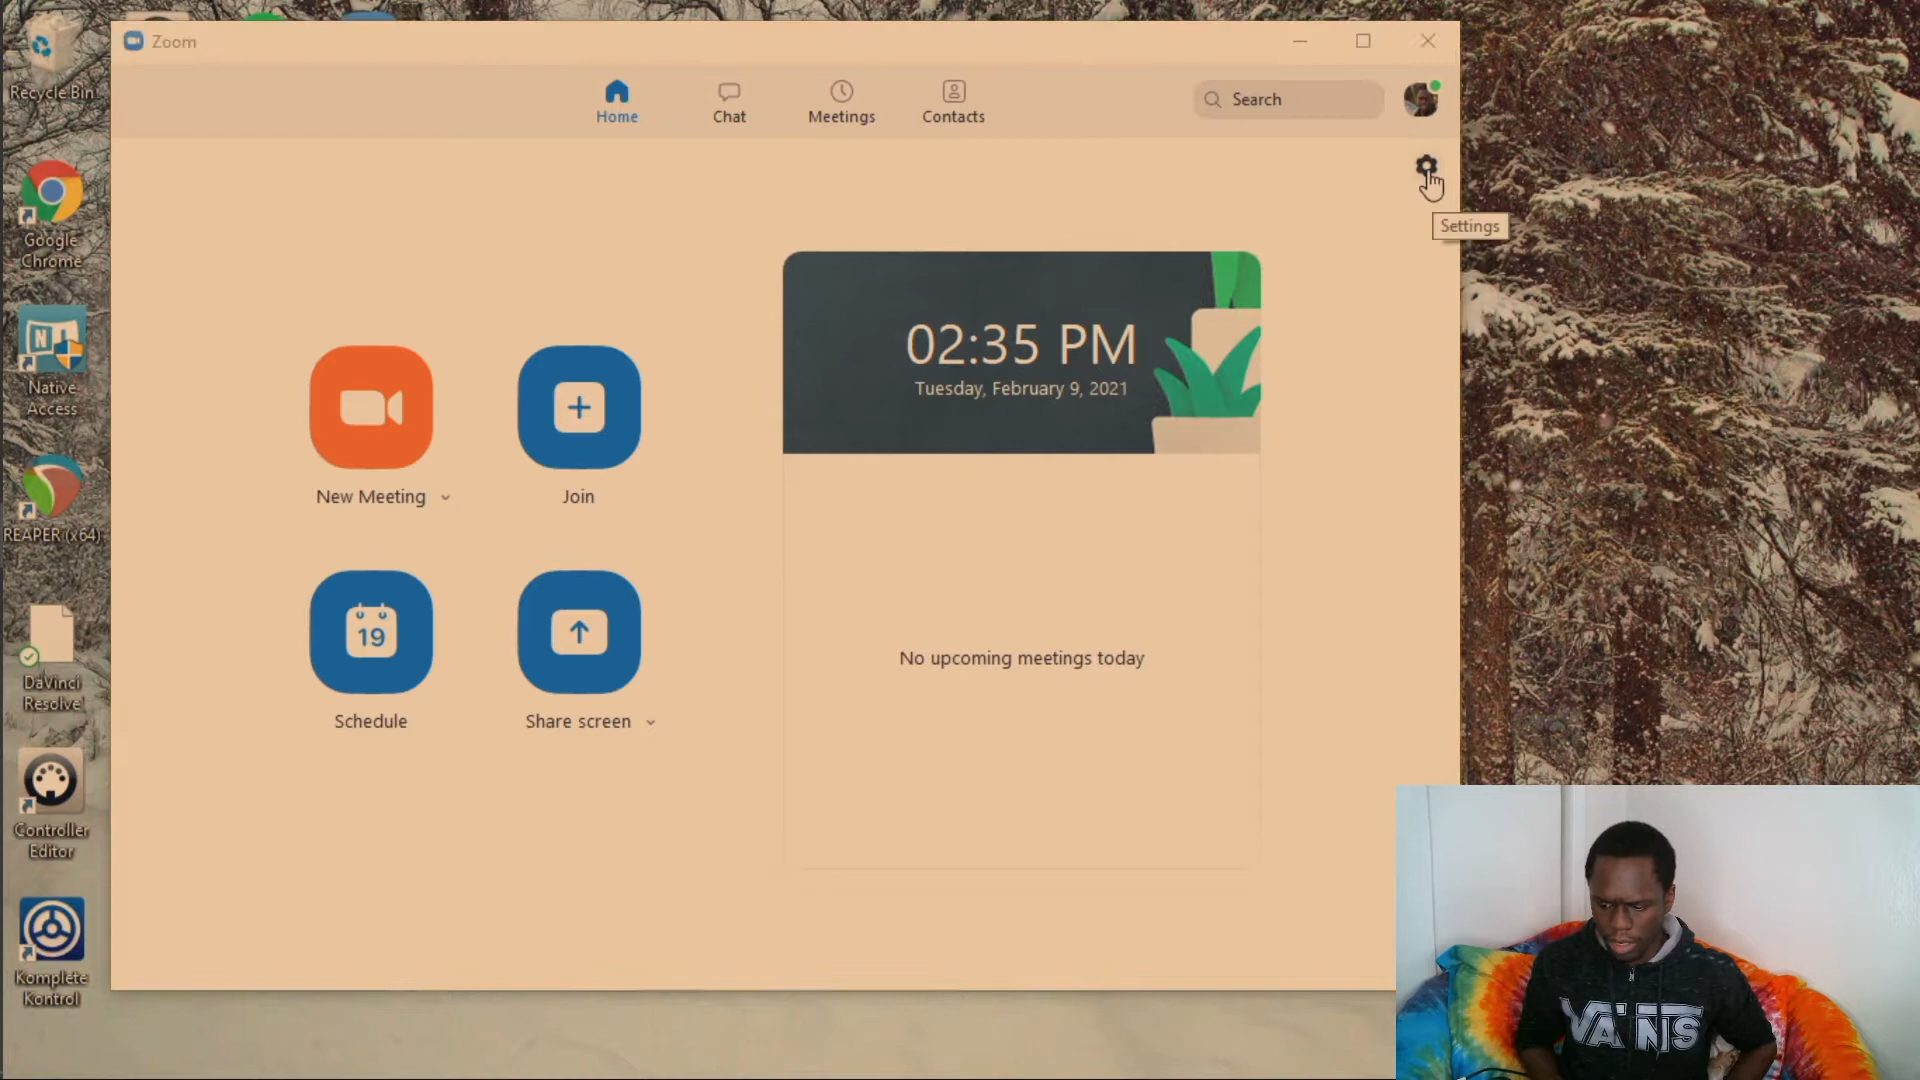 Zoom
Recycle Bin
Home
Chat
Meetings
Contacts
Search
Settings
Google
Chrome
02:35 PM
Tuesday, February 9, 2021
Native
Access
New Meeting
Join
REAPER (x64)
19
No upcoming meetings today
DaVinci
Resolve
Schedule
Share screen
Controller
Editor
Komplete
Kontrol
VANS